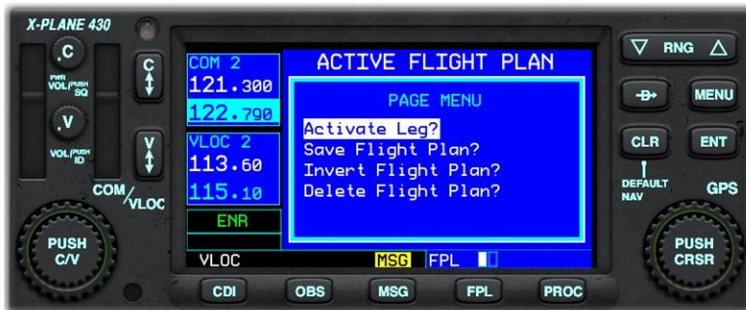 X-PLANE 430
C
PWR
VOL/PUSH
SQ
V
VOL/PUSH
ID
C
V
COM/VLOC
PUSH
C/V
COM 2
121.300
122.790
VLOC 2
113.60
115.10
ENR
VLOC
ACTIVE FLIGHT PLAN
PAGE MENU
Activate Leg?
Save Flight Plan?
Invert Flight Plan?
Delete Flight Plan?
MSG
FPL
RNG
D
MENU
CLR
ENT
DEFAULT
NAV
GPS
PUSH
CRSR
CDI
OBS
MSG
FPL
PROC